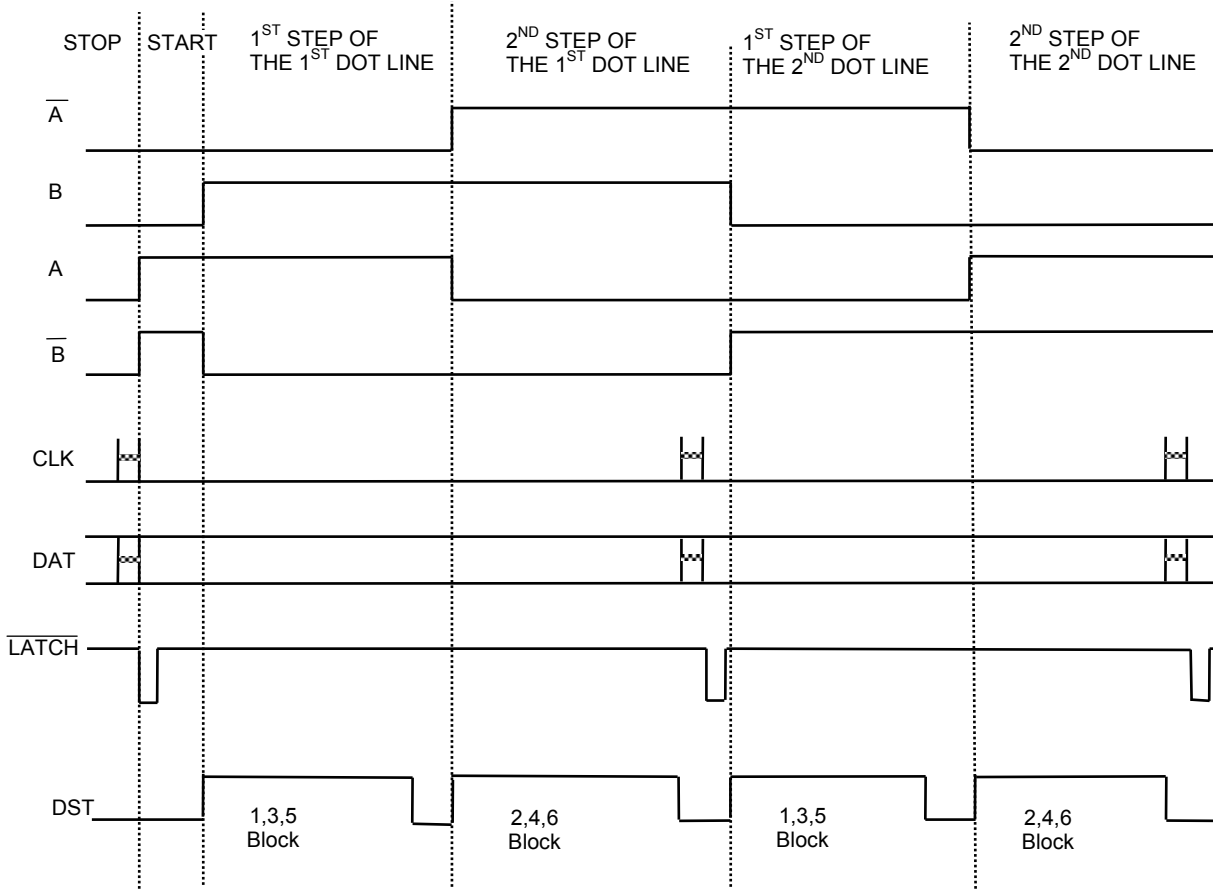 STOP START 1ST STEP OF THE 1ST DOT LINE
2ND STEP OF THE 1ST DOT LINE
1ST STEP OF THE 2ND DOT LINE
2ND STEP OF THE 2ND DOT LINE
A̅
B
A
B̅
CLK
DAT
L̅A̅T̅C̅H̅
DST
1,3,5 Block
2,4,6 Block
1,3,5 Block
2,4,6 Block